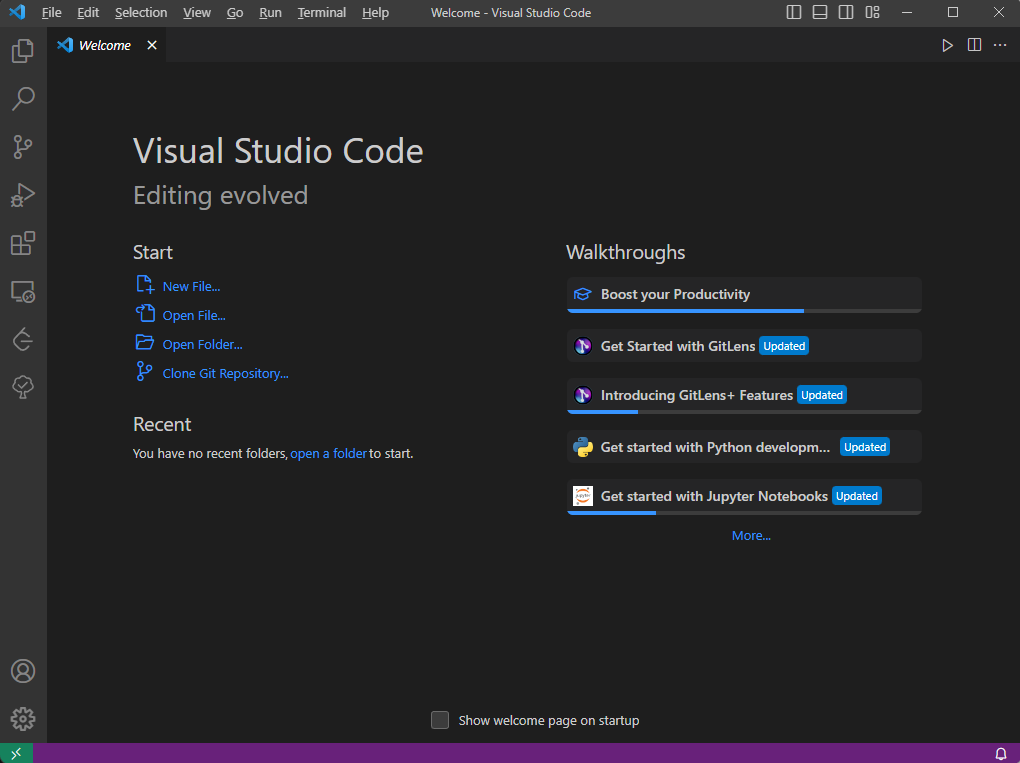 File Edit Selection View Go Run Terminal Help Welcome - Visual Studio Code
Welcome
Visual Studio Code
Editing evolved
Start
New File...
Open File...
Open Folder...
Clone Git Repository...
Recent
You have no recent folders, open a folder to start.
Walkthroughs
Boost your Productivity
Get Started with GitLens Updated
Introducing GitLens+ Features Updated
Get started with Python developm... Updated
Get started with Jupyter Notebooks Updated
More...
Show welcome page on startup